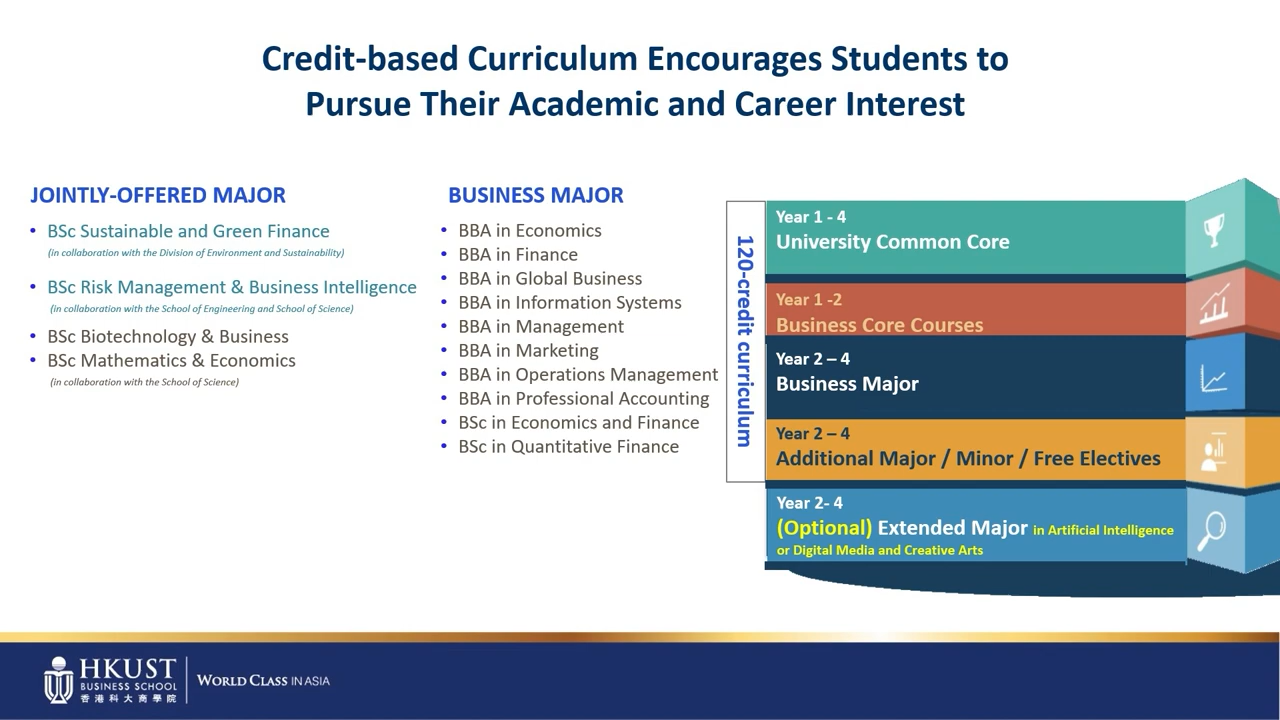 Credit-based Curriculum Encourages Students to
Pursue Their Academic and Career Interest
JOINTLY-OFFERED MAJOR
• BSc Sustainable and Green Finance
(in collaboration with the Division of Environment and Sustainability)
• BSc Risk Management & Business Intelligence
(in collaboration with the School of Engineering and School of Science)
• BSc Biotechnology & Business
• BSc Mathematics & Economics
(in collaboration with the School of Science)
BUSINESS MAJOR
• BBA in Economics
• BBA in Finance
• BBA in Global Business
• BBA in Information Systems
• BBA in Management
• BBA in Marketing
• BBA in Operations Management
• BBA in Professional Accounting
• BSc in Economics and Finance
• BSc in Quantitative Finance
120-credit curriculum
Year 1 - 4
University Common Core
Year 1 -2
Business Core Courses
Year 2 – 4
Business Major
Year 2 – 4
Additional Major / Minor / Free Electives
Year 2- 4
(Optional) Extended Major in Artificial Intelligence
or Digital Media and Creative Arts
HKUST
BUSINESS SCHOOL
香港科大商學院
WORLD CLASS IN ASIA